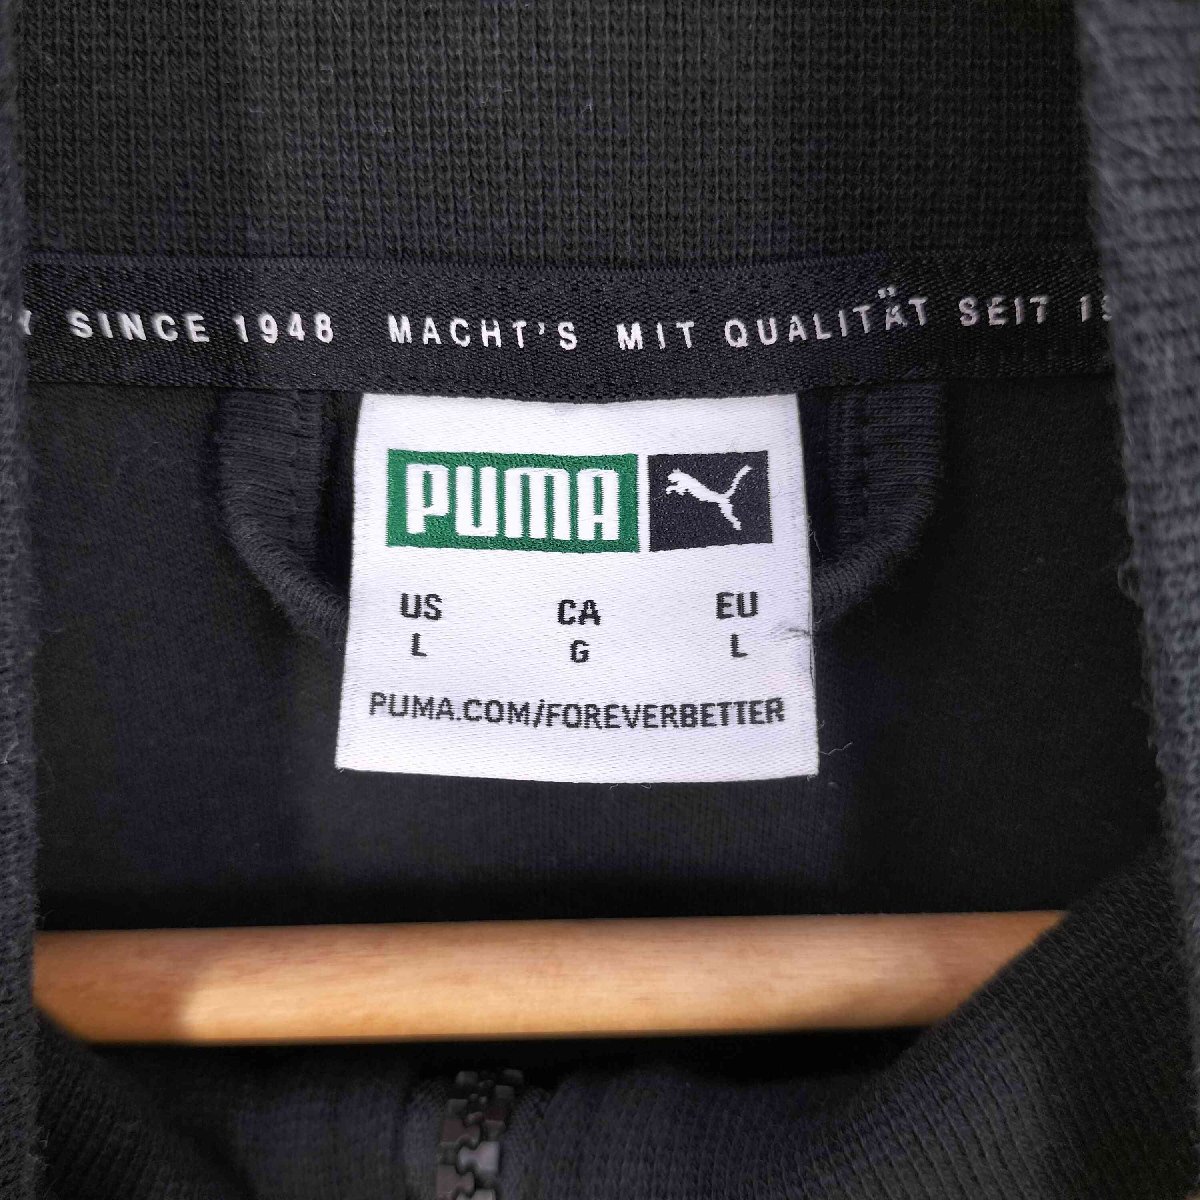 SINCE 1948 MACHT'S MIT QUALITÄT SEIT
PUMA
US CA EU
L G L
PUMA.COM/FOREVERBETTER